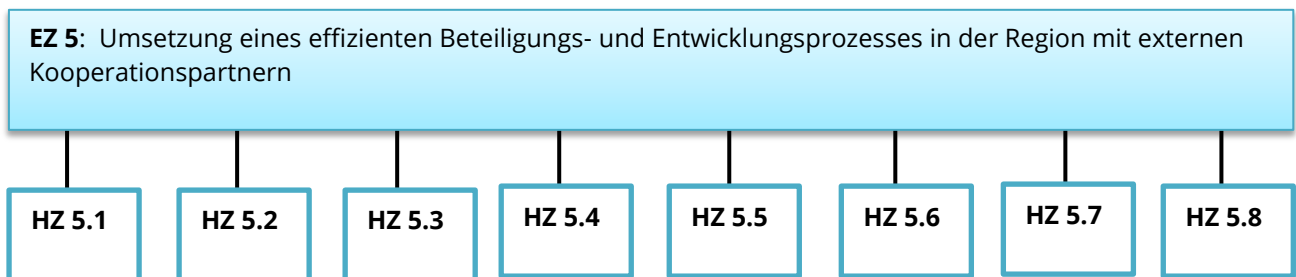 EZ 5:  Umsetzung eines effizienten Beteiligungs- und Entwicklungsprozesses in der Region mit externen
Kooperationspartnern
HZ 5.1
HZ 5.2
HZ 5.3
HZ 5.4
HZ 5.5
HZ 5.6
HZ 5.7
HZ 5.8